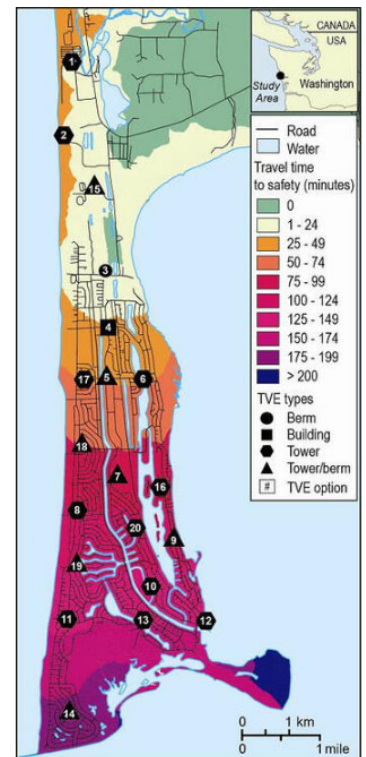 CANADA
USA
Study
Area
Washington
Road
Water
Travel time
to safety (minutes)
0
1 - 24
25 - 49
50 - 74
75 - 99
100 - 124
125 - 149
150 - 174
175 - 199
> 200
TVE types
Berm
Building
Tower
Tower/berm
# TVE option
1
2
15
3
4
17
5
6
18
7
16
8
20
9
19
10
11
13
12
14
0 1 km
0 1 mile